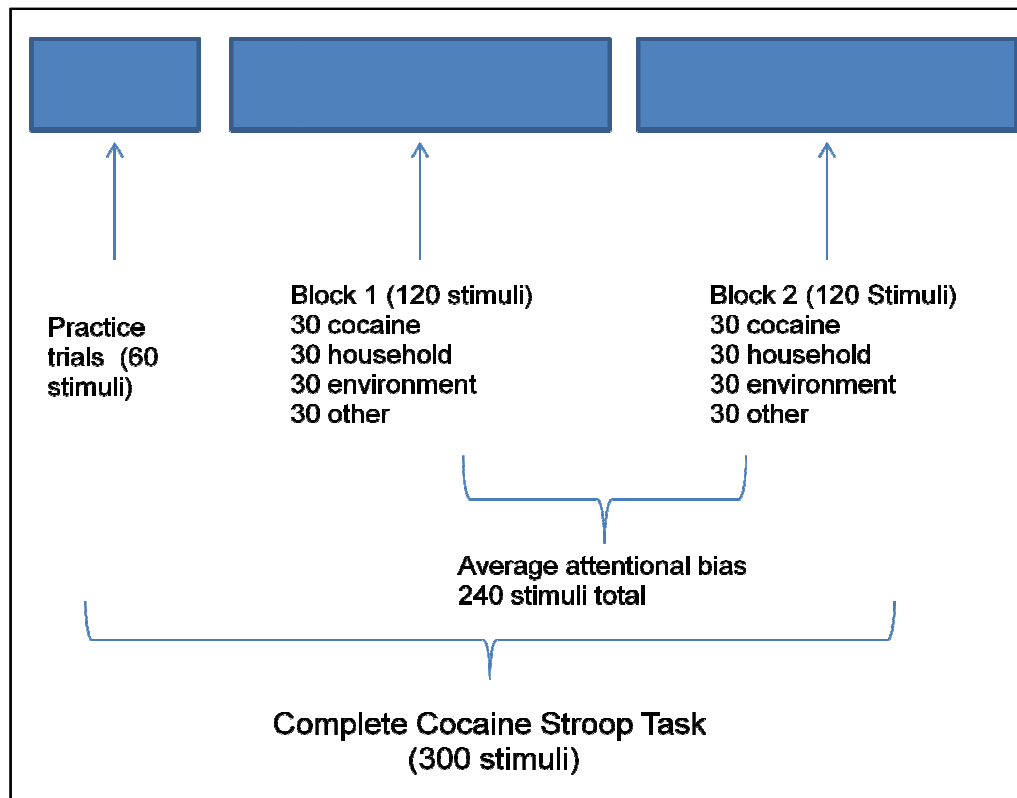 Practice
trials (60
stimuli)
Block 1 (120 stimuli)
30 cocaine
30 household
30 environment
30 other
Block 2 (120 Stimuli)
30 cocaine
30 household
30 environment
30 other
Average attentional bias
240 stimuli total
Complete Cocaine Stroop Task
(300 stimuli)